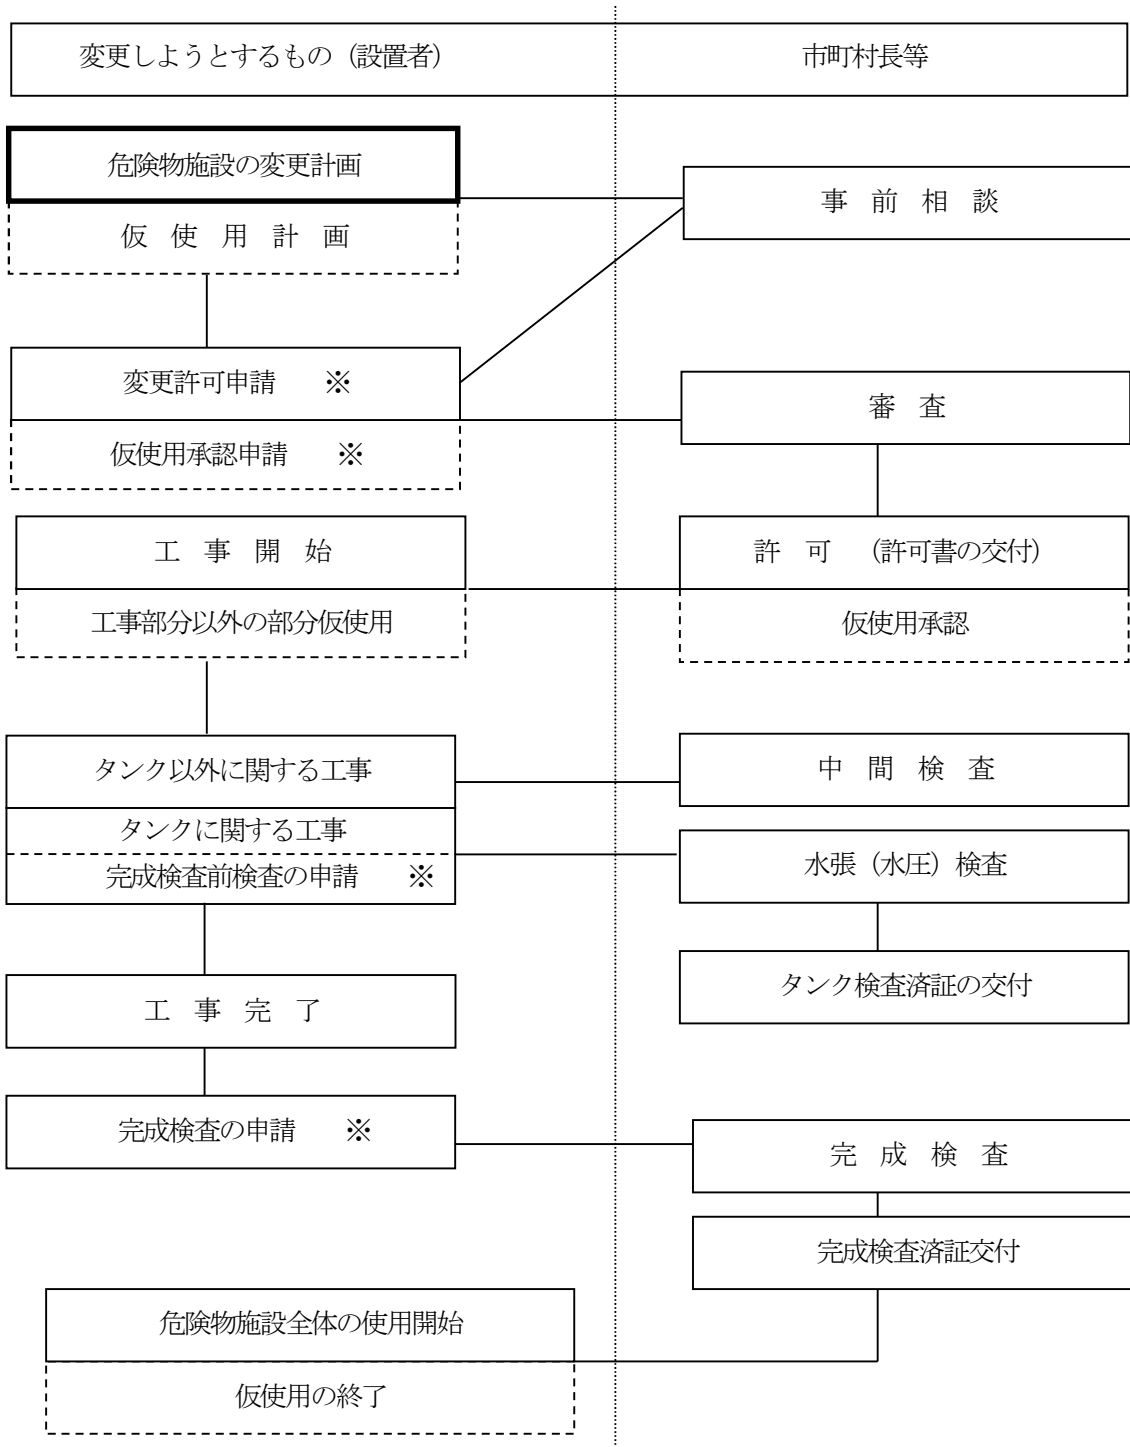 変更しようとするもの（設置者）
市町村長等
危険物施設の変更計画
事 前 相 談
仮 使 用 計 画
変更許可申請 ※
審 査
仮使用承認申請 ※
工 事 開 始
許 可 （許可書の交付）
工事部分以外の部分仮使用
仮使用承認
タンク以外に関する工事
中 間 検 査
タンクに関する工事
水張（水圧）検査
完成検査前検査の申請 ※
タンク検査済証の交付
工 事 完 了
完成検査の申請 ※
完 成 検 査
完成検査済証交付
危険物施設全体の使用開始
仮使用の終了